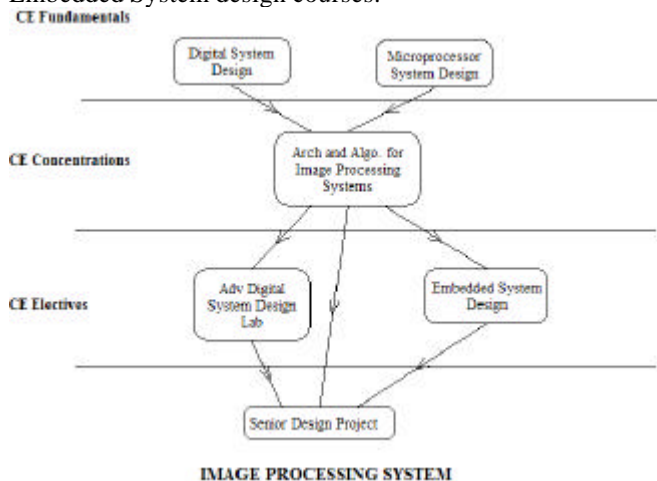 Embedded System design courses.
CE Fundamentals
Digital System
Design
Microprocessor
System Design
CE Concentrations
Arch and Algo. for
Image Processing
Systems
CE Electives
Adv Digital
System Design
Lab
Embedded System
Design
Senior Design Project
IMAGE PROCESSING SYSTEM